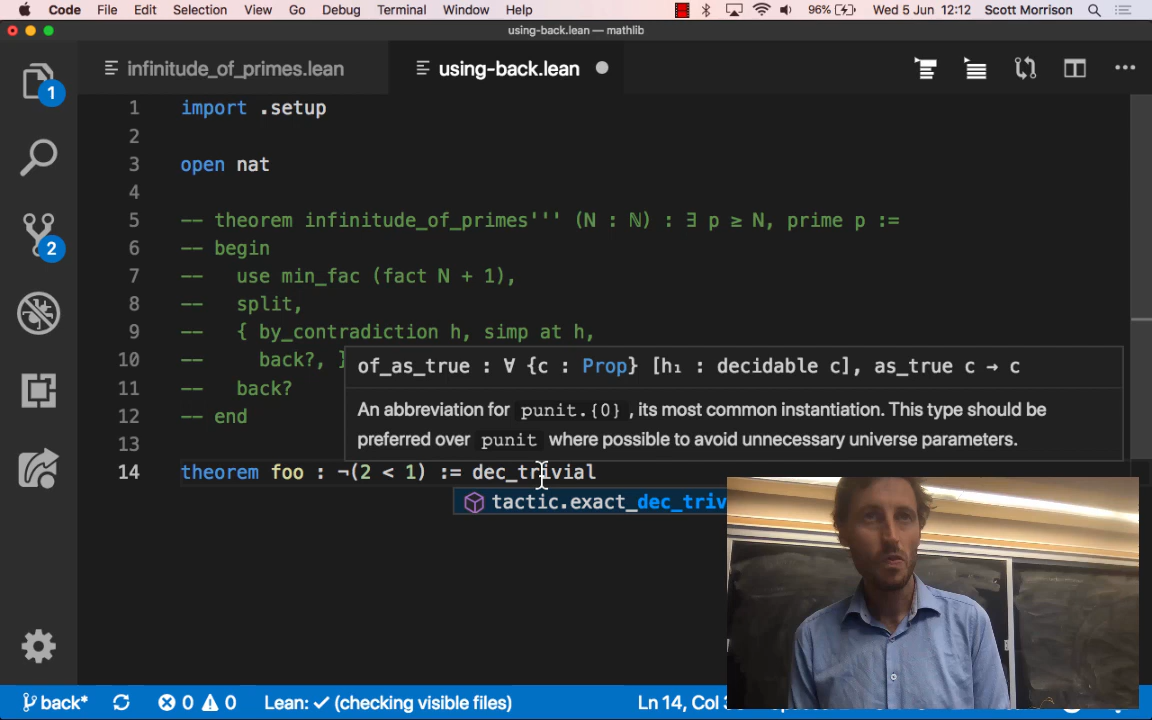 Code File Edit Selection View Go Debug Terminal Window Help 96% Wed 5 Jun 12:12 Scott Morrison
using-back.lean — mathlib
infinitude_of_primes.lean using-back.lean
1 import .setup
2
3 open nat
4
5 -- theorem infinitude_of_primes''' (N : ℕ) : ∃ p ≥ N, prime p :=
6 -- begin
7 -- use min_fac (fact N + 1),
8 -- split,
9 -- { by_contradiction h, simp at h,
10 back?, }
of_as_true : ∀ {c : Prop} [h₁ : decidable c], as_true c → c
An abbreviation for punit.{0} , its most common instantiation. This type should be
preferred over punit where possible to avoid unnecessary universe parameters.
11 -- back?
12 -- end
13
14 theorem foo : ¬(2 < 1) := dec_trivial
tactic.exact_dec_triv
1
2
back* 0 0 Lean: ✓ (checking visible files) Ln 14, Col